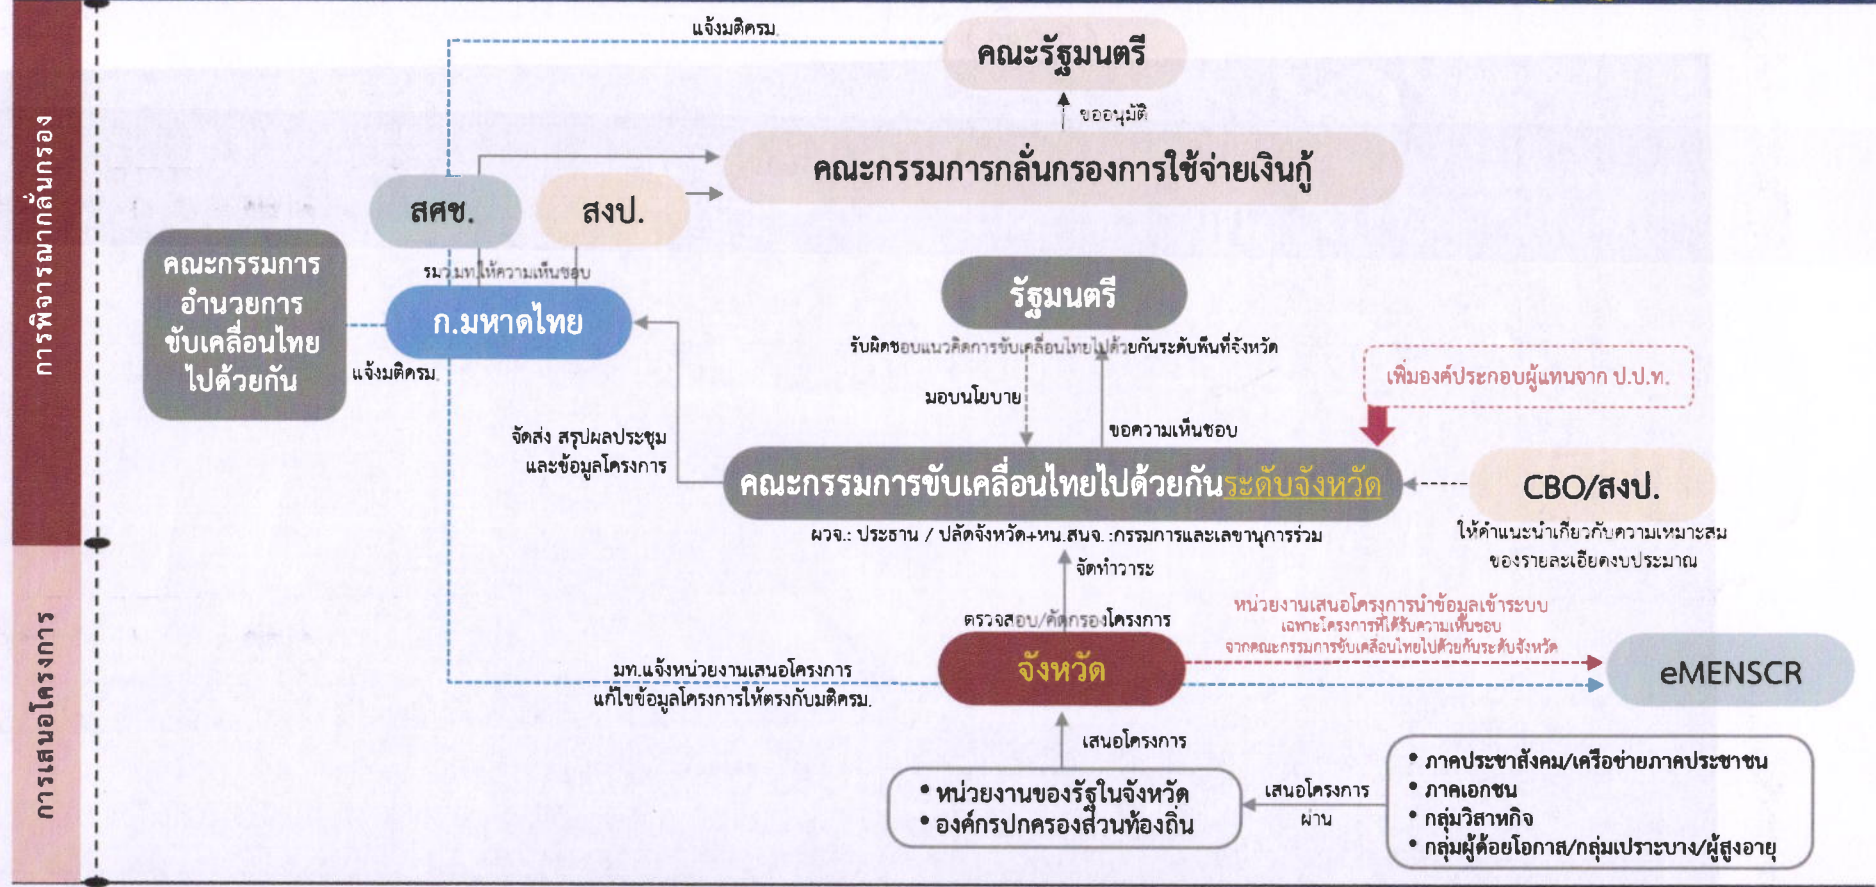 แจ้งมติครม.
คณะรัฐมนตรี
ขออนุมัติ
คณะกรรมการกลั่นกรองการใช้จ่ายเงินกู้
การพิจารณากลั่นกรอง
สศช.
สงป.
รมว.มท.ให้ความเห็นชอบ
คณะกรรมการ
อำนวยการ
ขับเคลื่อนไทย
ไปด้วยกัน
ก.มหาดไทย
แจ้งมติครม.
รัฐมนตรี
รับผิดชอบแนวคิดการขับเคลื่อนไทยไปด้วยกันระดับพื้นที่จังหวัด
มอบนโยบาย
ขอความเห็นชอบ
เพิ่มองค์ประกอบผู้แทนจาก ป.ป.ท.
จัดส่ง สรุปผลประชุม
และข้อมูลโครงการ
คณะกรรมการขับเคลื่อนไทยไปด้วยกันระดับจังหวัด
CBO/สงป.
ผวจ.: ประธาน / ปลัดจังหวัด+หน.สนจ.:กรรมการและเลขานุการร่วม
ให้คำแนะนำเกี่ยวกับความเหมาะสม
ของรายละเอียดงบประมาณ
จัดทำวาระ
การเสนอโครงการ
ตรวจสอบ/คัดกรองโครงการ
หน่วยงานเสนอโครงการนำข้อมูลเข้าระบบ
เฉพาะโครงการที่ได้รับความเห็นชอบ
จากคณะกรรมการขับเคลื่อนไทยไปด้วยกันระดับจังหวัด
มท.แจ้งหน่วยงานเสนอโครงการ
แก้ไขข้อมูลโครงการให้ตรงกับมติครม.
จังหวัด
eMENSCR
เสนอโครงการ
• หน่วยงานของรัฐในจังหวัด
• องค์กรปกครองส่วนท้องถิ่น
เสนอโครงการ
ผ่าน
• ภาคประชาสังคม/เครือข่ายภาคประชาชน
• ภาคเอกชน
• กลุ่มวิสาหกิจ
• กลุ่มผู้ด้อยโอกาส/กลุ่มเปราะบาง/ผู้สูงอายุ